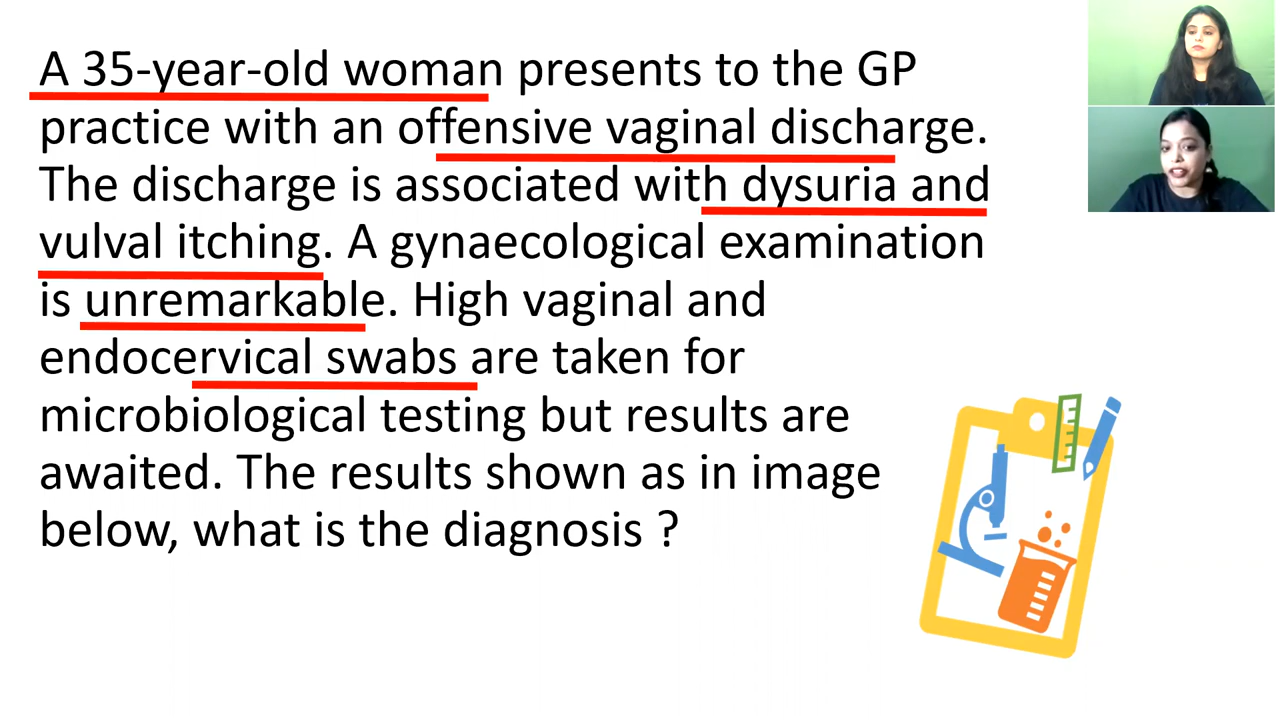 A 35-year-old woman presents to the GP
practice with an offensive vaginal discharge.
The discharge is associated with dysuria and
vulval itching. A gynaecological examination
is unremarkable. High vaginal and
endocervical swabs are taken for
microbiological testing but results are
awaited. The results shown as in image
below, what is the diagnosis ?